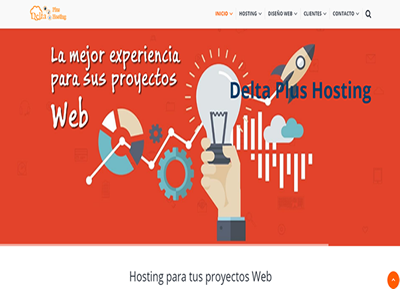 Plus
Hosting
INICIO HOSTING DISEÑO WEB CLIENTES CONTACTO
La mejor experiencia
para sus proyectos
Web
Delta Plus Hosting
Hosting para tus proyectos Web